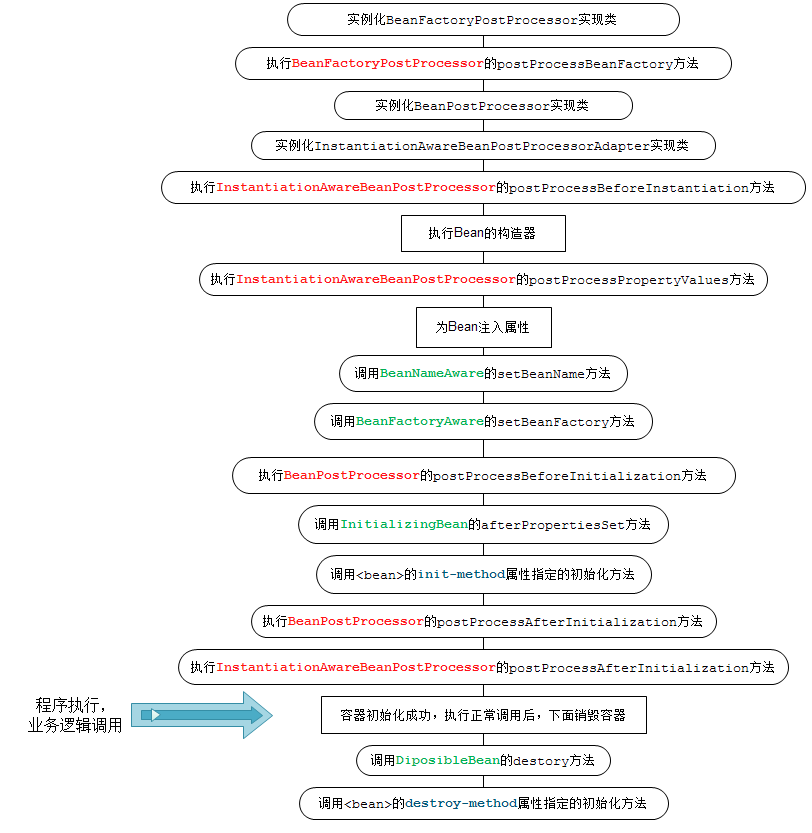 实例化BeanFactoryPostProcessor实现类
执行BeanFactoryPostProcessor的postProcessBeanFactory方法
实例化BeanPostProcessor实现类
实例化InstantiationAwareBeanPostProcessorAdapter实现类
执行InstantiationAwareBeanPostProcessor的postProcessBeforeInstantiation方法
执行Bean的构造器
执行InstantiationAwareBeanPostProcessor的postProcessPropertyValues方法
为Bean注入属性
调用BeanNameAware的setBeanName方法
调用BeanFactoryAware的setBeanFactory方法
执行BeanPostProcessor的postProcessBeforeInitialization方法
调用InitializingBean的afterPropertiesSet方法
调用<bean>的init-method属性指定的初始化方法
执行BeanPostProcessor的postProcessAfterInitialization方法
执行InstantiationAwareBeanPostProcessor的postProcessAfterInitialization方法
程序执行，
业务逻辑调用
容器初始化成功，执行正常调用后，下面销毁容器
调用DiposibleBean的destory方法
调用<bean>的destroy-method属性指定的初始化方法